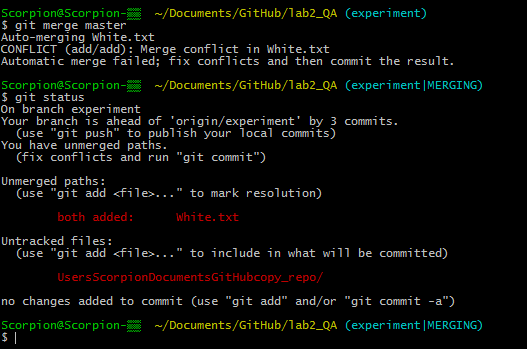 Scorpion@Scorpion-▒▒ ~/Documents/GitHub/lab2_QA (experiment)
$ git merge master
Auto-merging White.txt
CONFLICT (add/add): Merge conflict in White.txt
Automatic merge failed; fix conflicts and then commit the result.
Scorpion@Scorpion-▒▒ ~/Documents/GitHub/lab2_QA (experiment|MERGING)
$ git status
On branch experiment
Your branch is ahead of 'origin/experiment' by 3 commits.
(use "git push" to publish your local commits)
You have unmerged paths.
(fix conflicts and run "git commit")
Unmerged paths:
(use "git add <file>..." to mark resolution)
both added: White.txt
Untracked files:
(use "git add <file>..." to include in what will be committed)
UsersScorpionDocumentsGitHubcopy_repo/
no changes added to commit (use "git add" and/or "git commit -a")
Scorpion@Scorpion-▒▒ ~/Documents/GitHub/lab2_QA (experiment|MERGING)
$